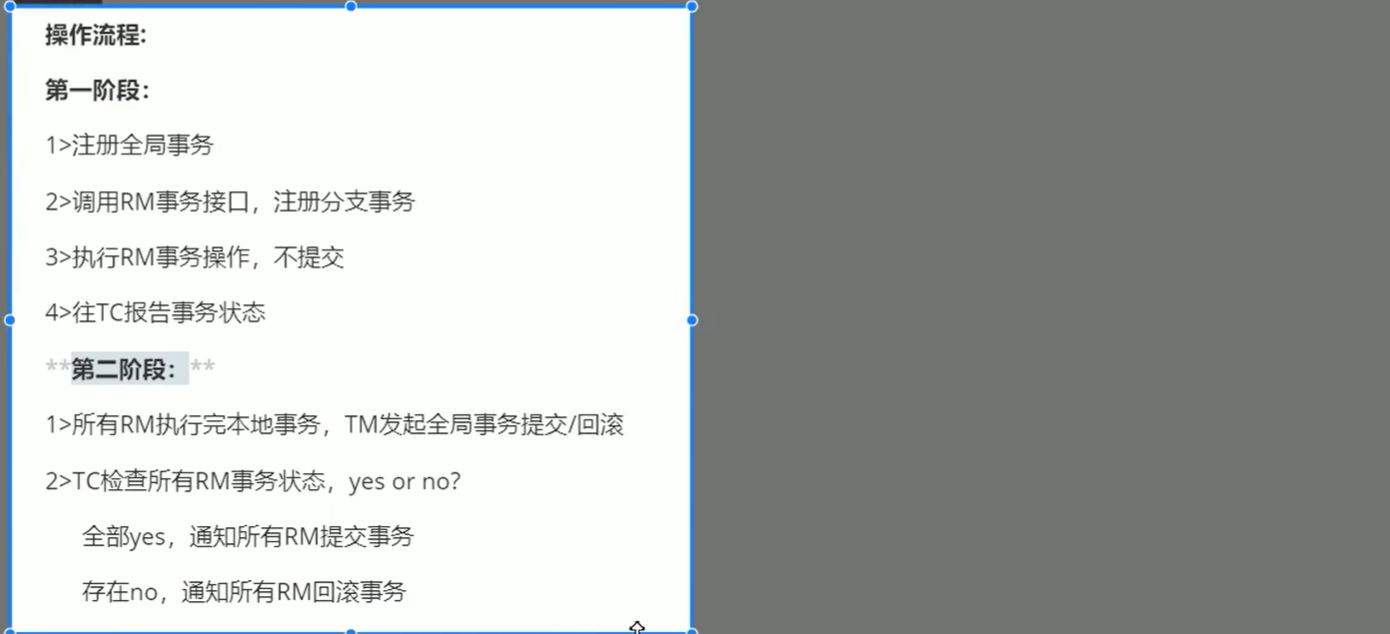 操作流程:
第一阶段：
1>注册全局事务
2>调用RM事务接口，注册分支事务
3>执行RM事务操作，不提交
4>往TC报告事务状态
**第二阶段：**
1>所有RM执行完本地事务，TM发起全局事务提交/回滚
2>TC检查所有RM事务状态，yes or no?
全部yes，通知所有RM提交事务
存在no，通知所有RM回滚事务